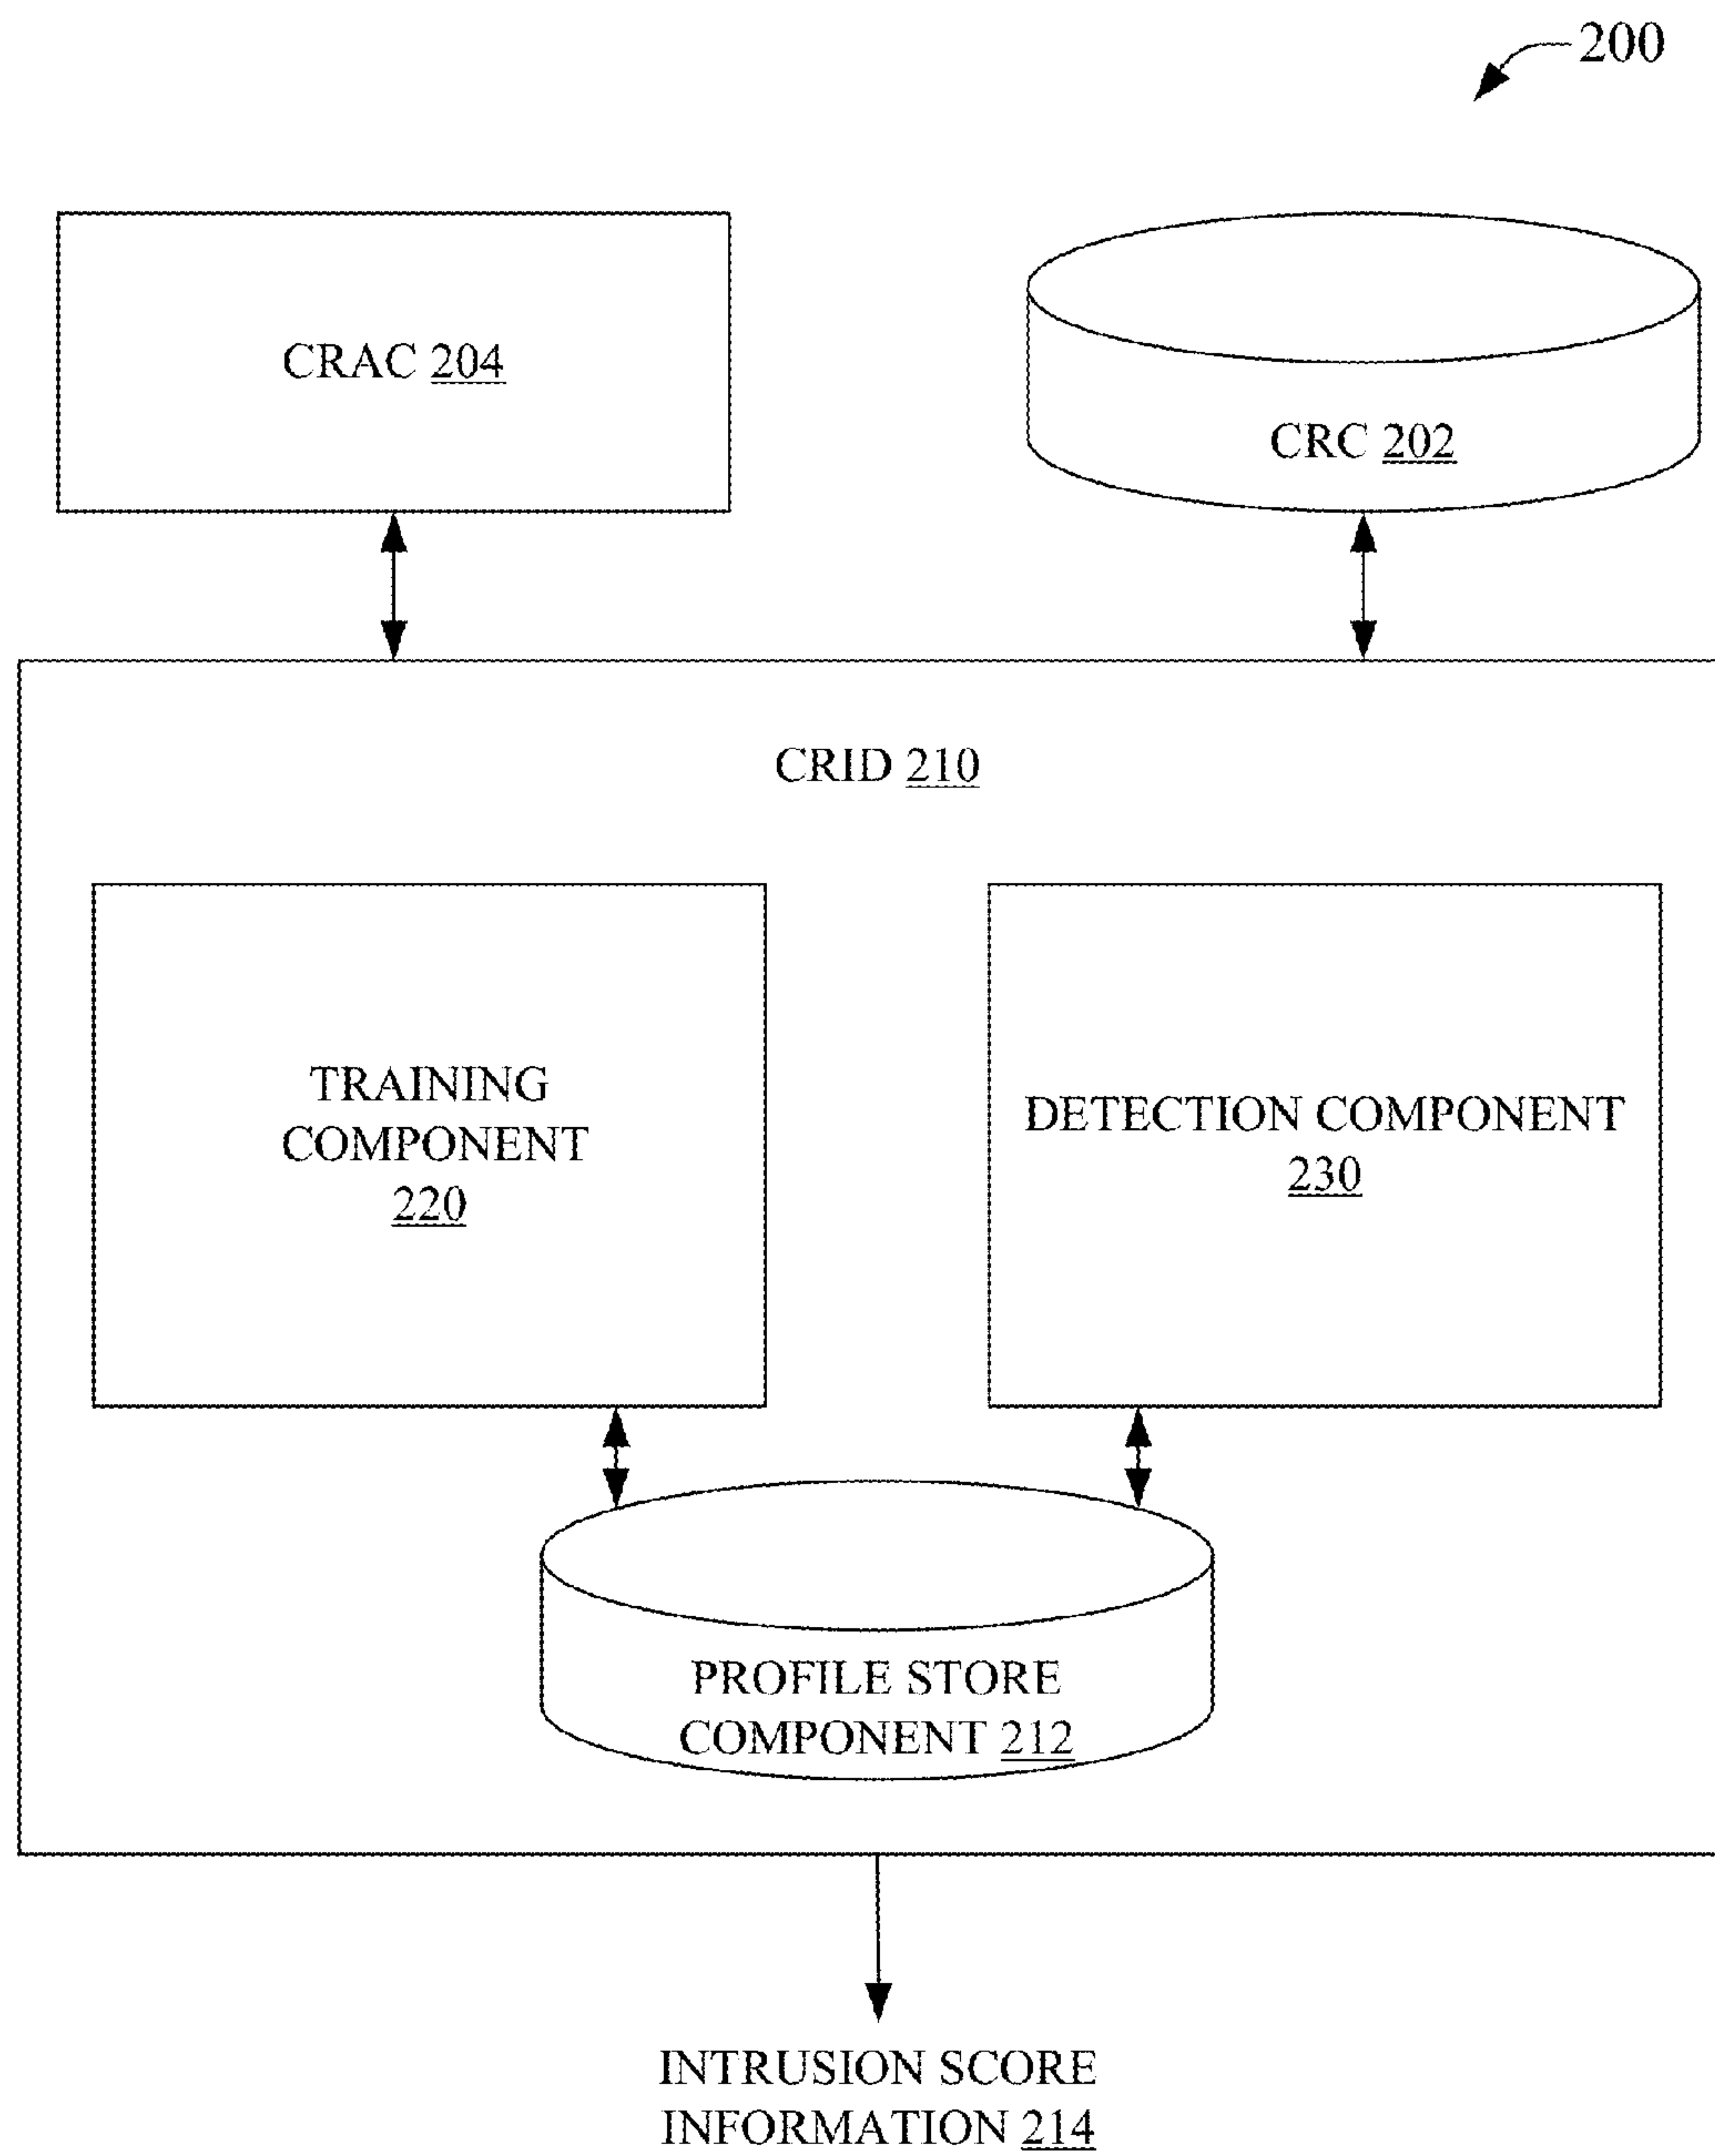 200
CRAC 204
CRC 202
CRID 210
TRAINING
COMPONENT
220
DETECTION COMPONENT
230
PROFILE STORE
COMPONENT 212
INTRUSION SCORE
INFORMATION 214